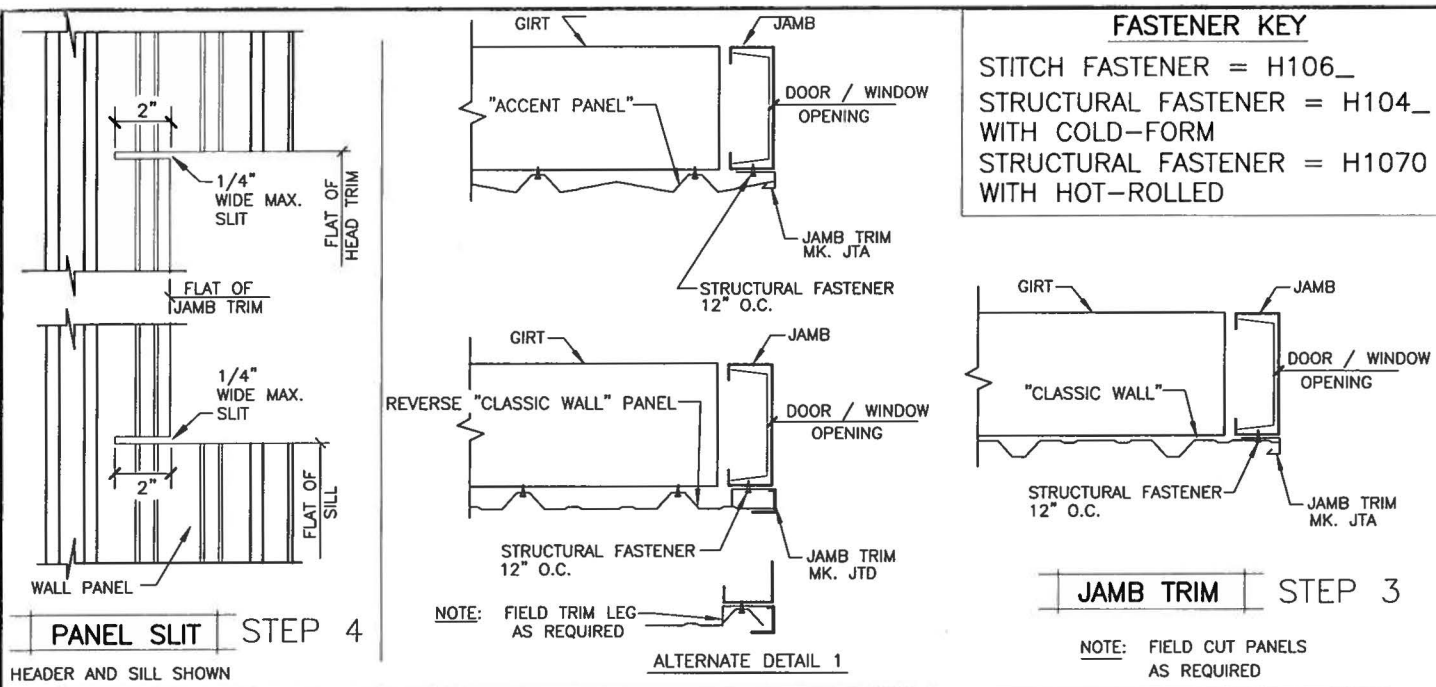 2"
1/4"
WIDE MAX.
SLIT
FLAT OF
HEAD TRIM
FLAT OF
JAMB TRIM
1/4"
WIDE MAX.
SLIT
2"
FLAT OF
SILL
WALL PANEL
PANEL SLIT STEP 4
HEADER AND SILL SHOWN
GIRT
JAMB
"ACCENT PANEL"
DOOR / WINDOW
OPENING
JAMB TRIM
MK. JTA
STRUCTURAL FASTENER
12" O.C.
GIRT
JAMB
REVERSE "CLASSIC WALL" PANEL
DOOR / WINDOW
OPENING
STRUCTURAL FASTENER
12" O.C.
JAMB TRIM
MK. JTD
NOTE: FIELD TRIM LEG
AS REQUIRED
ALTERNATE DETAIL 1
FASTENER KEY
STITCH FASTENER = H106_
STRUCTURAL FASTENER = H104_
WITH COLD-FORM
STRUCTURAL FASTENER = H1070
WITH HOT-ROLLED
GIRT
JAMB
"CLASSIC WALL"
DOOR / WINDOW
OPENING
STRUCTURAL FASTENER
12" O.C.
JAMB TRIM
MK. JTA
JAMB TRIM STEP 3
NOTE: FIELD CUT PANELS
AS REQUIRED